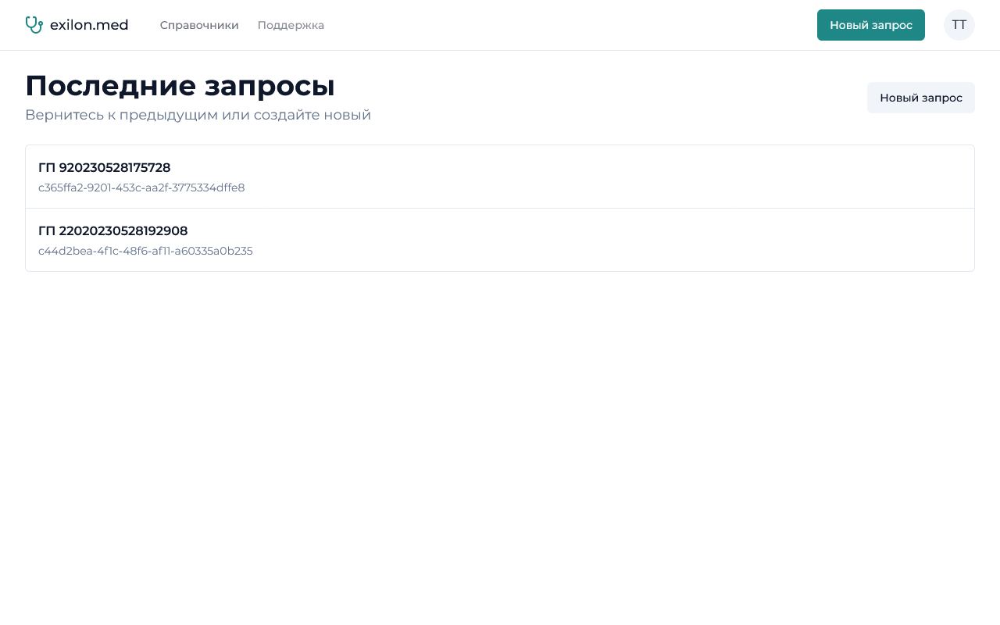 exilon.med
Справочники
Поддержка
Новый запрос
TT
Последние запросы
Вернитесь к предыдущим или создайте новый
Новый запрос
ГП 920230528175728
c365ffa2-9201-453c-aa2f-3775334dffe8
ГП 22020230528192908
c44d2bea-4f1c-48f6-af11-a60335a0b235